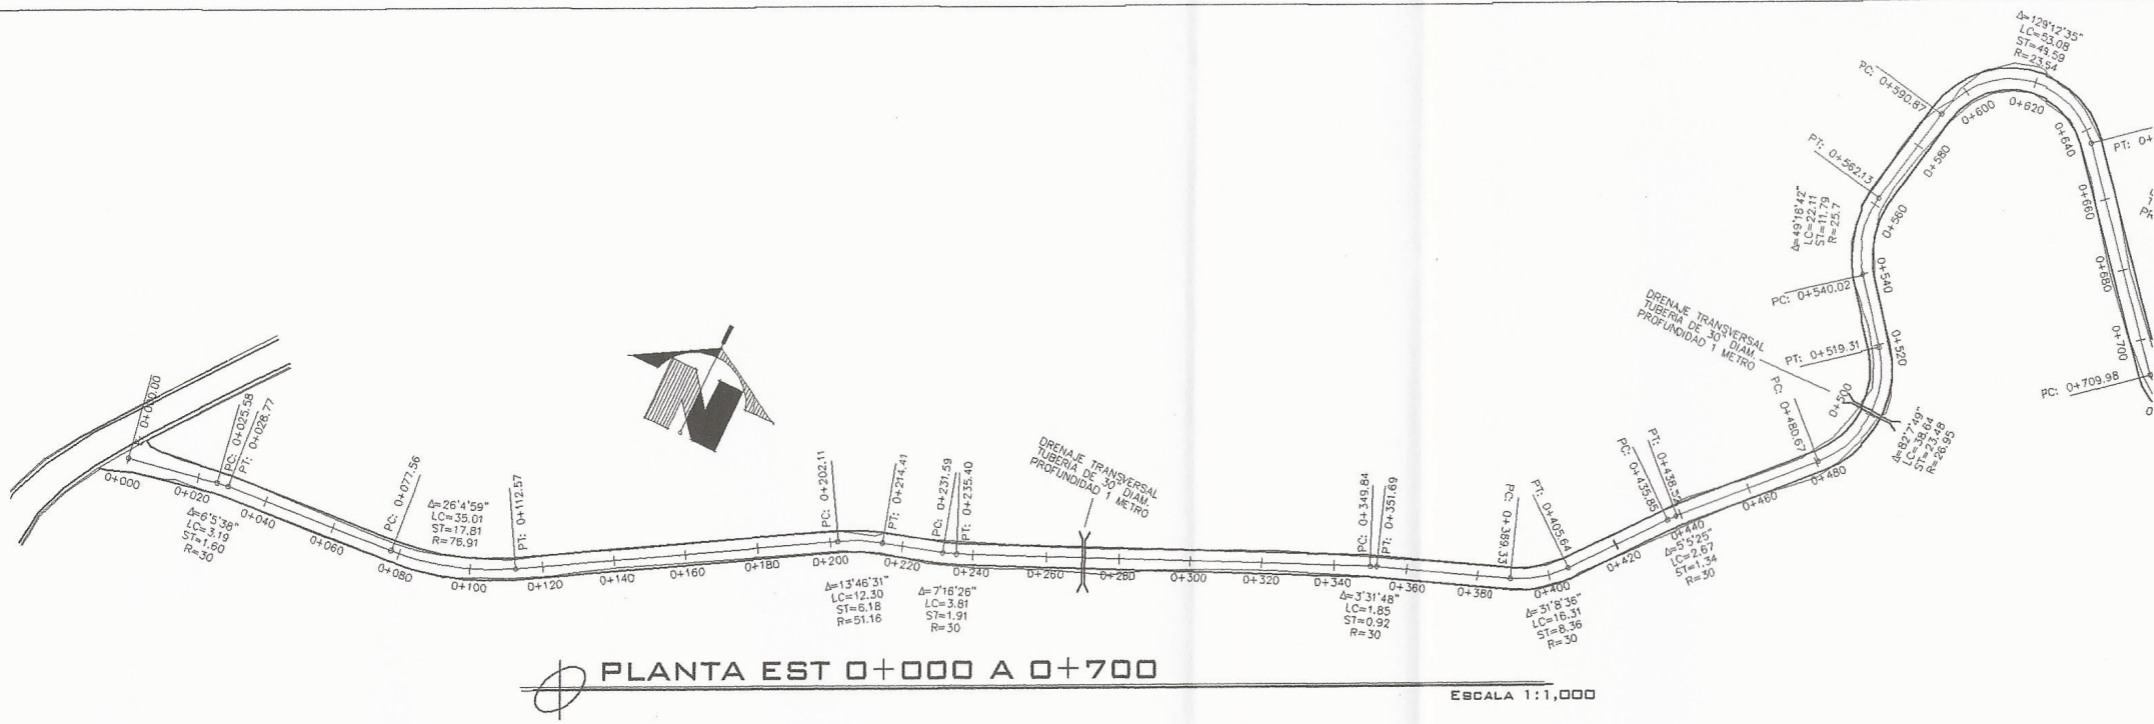 0+000.00
PC: 0+025.58
PT: 0+028.77
0+000
0+020
0+040
Δ=6°5'38"
LC=3.19
ST=1.60
R=30
0+060
PC: 0+077.56
0+080
Δ=26°4'59"
LC=35.01
ST=17.81
R=76.91
0+100
PT: 0+112.57
0+120
0+140
0+160
0+180
PC: 0+202.11
0+200
PT: 0+214.41
Δ=13°46'31"
LC=12.30
ST=6.18
R=51.16
0+220
PC: 0+231.59
PT: 0+235.40
0+240
Δ=7°16'26"
LC=3.81
ST=1.91
R=30
DRENAJE TRANSVERSAL
TUBERIA DE 30" DIAM.
PROFUNDIDAD 1 METRO
0+260
0+280
0+300
0+320
0+340
PC: 0+349.84
PT: 0+351.69
Δ=3°31'48"
LC=1.85
ST=0.92
R=30
0+360
0+380
PC: 0+389.33
PT: 0+405.64
0+400
Δ=31°8'36"
LC=16.31
ST=8.36
R=30
0+420
PC: 0+435.85
PT: 0+438.52
0+440
Δ=5°5'25"
LC=2.67
ST=1.34
R=30
0+460
PC: 0+480.67
0+480
0+500
DRENAJE TRANSVERSAL
TUBERIA DE 30" DIAM.
PROFUNDIDAD 1 METRO
Δ=82°7'49"
LC=38.64
ST=23.48
R=26.95
PT: 0+519.31
0+520
PC: 0+540.02
0+540
Δ=49°16'42"
LC=22.11
ST=11.79
R=25.7
0+560
PT: 0+562.13
0+580
PC: 0+590.87
0+600
Δ=129°12'35"
LC=53.08
ST=49.59
R=23.54
0+620
0+640
PT: 0+
0+660
0+680
0+700
PC: 0+709.98
PLANTA EST 0+000 A 0+700
ESCALA 1:1,000